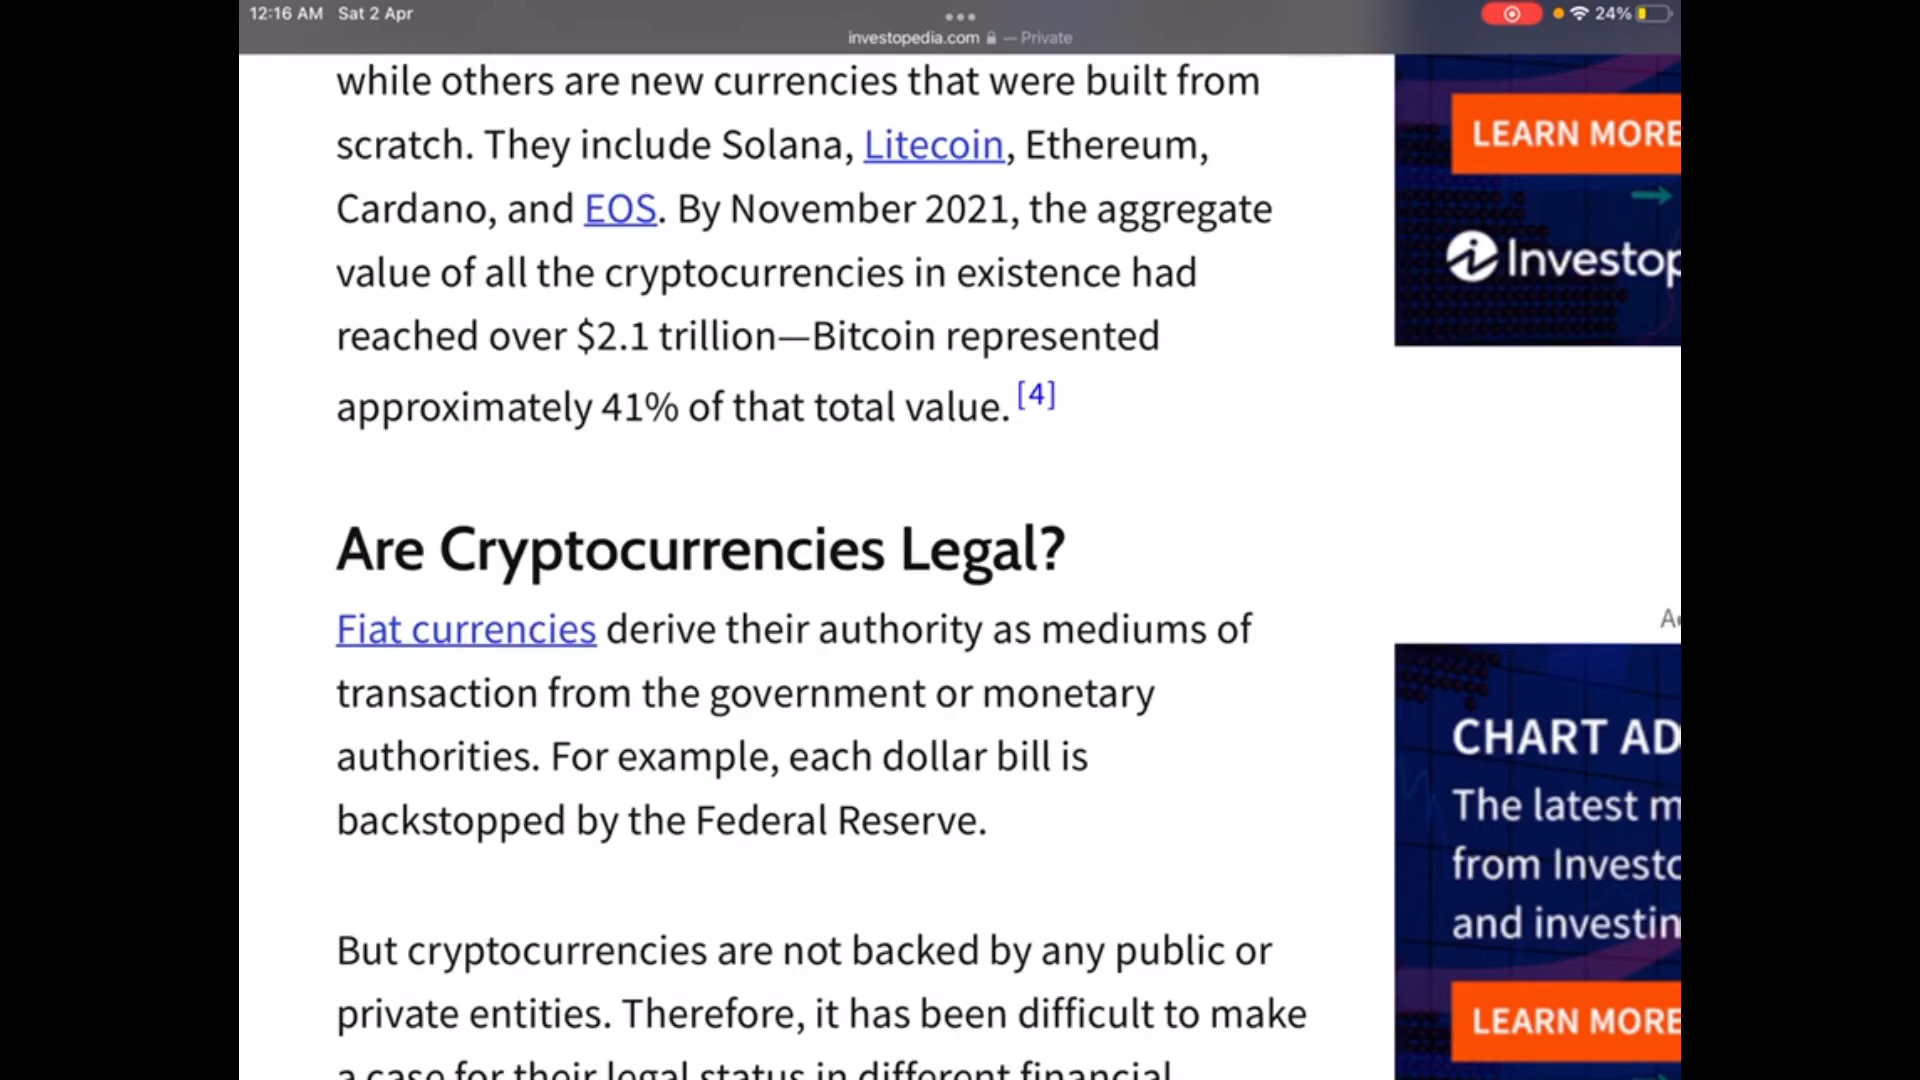 12:16 AM Sat 2 Apr
24%
investopedia.com — Private
while others are new currencies that were built from
scratch. They include Solana, Litecoin, Ethereum,
Cardano, and EOS. By November 2021, the aggregate
value of all the cryptocurrencies in existence had
reached over $2.1 trillion—Bitcoin represented
approximately 41% of that total value. [4]
Are Cryptocurrencies Legal?
Fiat currencies derive their authority as mediums of
transaction from the government or monetary
authorities. For example, each dollar bill is
backstopped by the Federal Reserve.
But cryptocurrencies are not backed by any public or
private entities. Therefore, it has been difficult to make
a case for their legal status in different financial
LEARN MORE
Investop
CHART AD
The latest m
from Investo
and investin
LEARN MORE